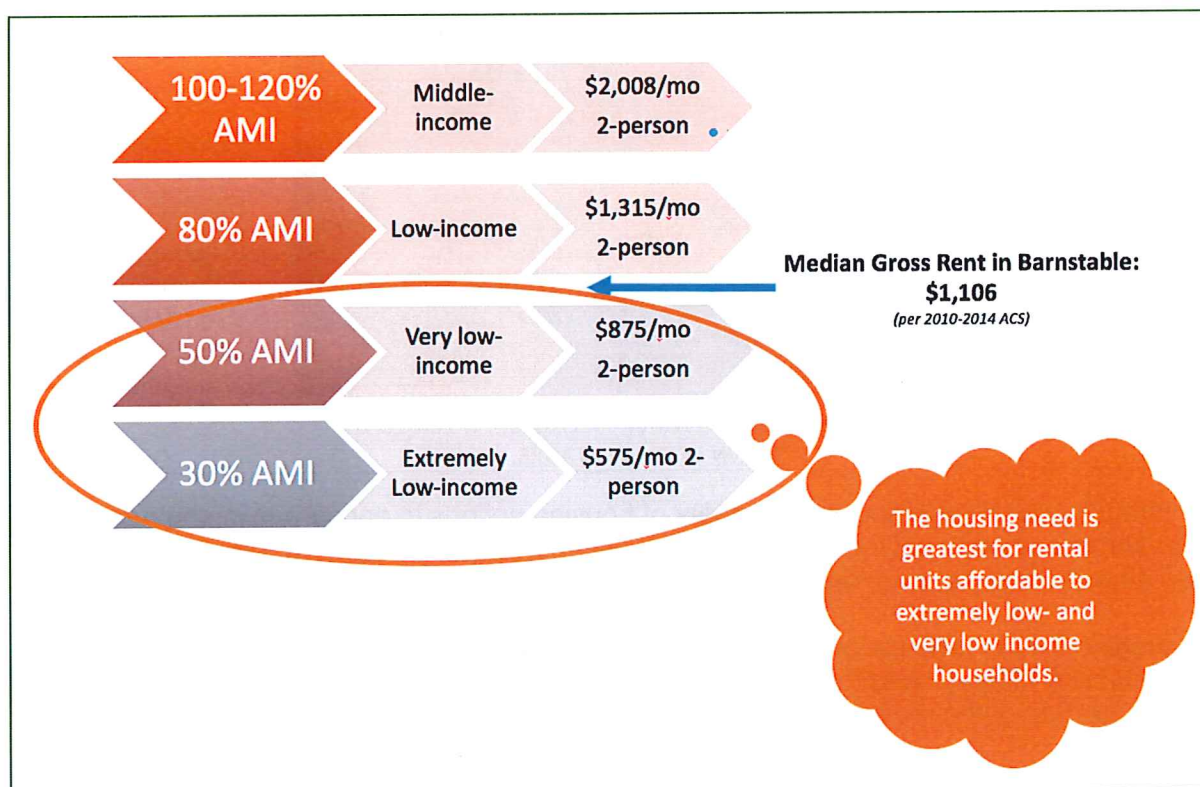 100-120%
AMI
Middle-
income
$2,008/mo
2-person
80% AMI
Low-income
$1,315/mo
2-person
Median Gross Rent in Barnstable:
$1,106
(per 2010-2014 ACS)
50% AMI
Very low-
income
$875/mo
2-person
30% AMI
Extremely
Low-income
$575/mo 2-
person
The housing need is
greatest for rental
units affordable to
extremely low- and
very low income
households.